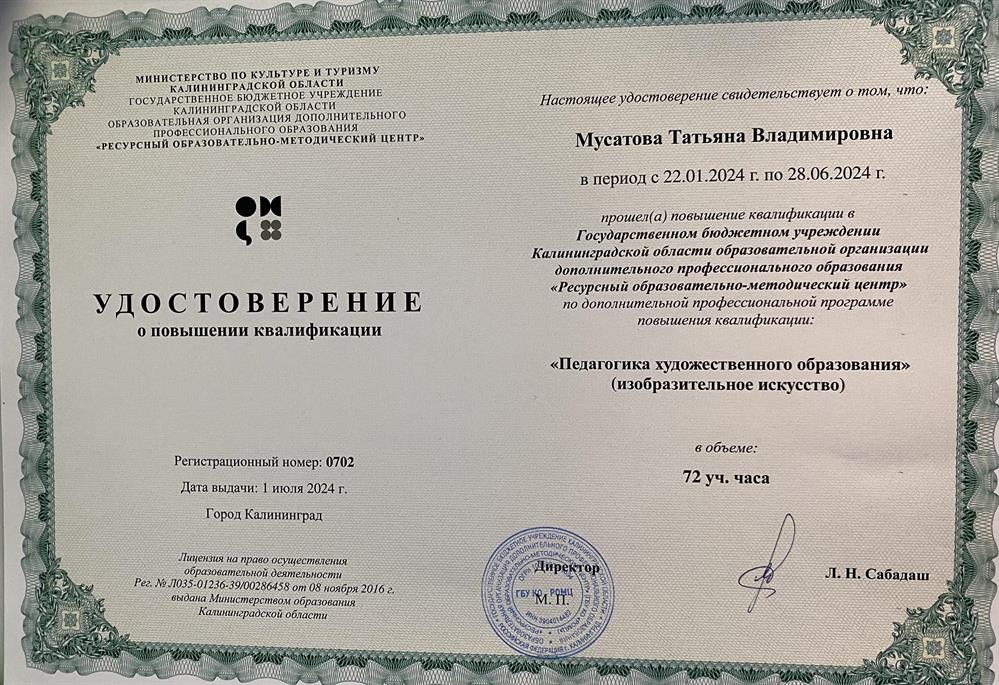 МИНИСТЕРСТВО ПО КУЛЬТУРЕ И ТУРИЗМУ
КАЛИНИНГРАДСКОЙ ОБЛАСТИ
ГОСУДАРСТВЕННОЕ БЮДЖЕТНОЕ УЧРЕЖДЕНИЕ
КАЛИНИНГРАДСКОЙ ОБЛАСТИ
ОБРАЗОВАТЕЛЬНАЯ ОРГАНИЗАЦИЯ ДОПОЛНИТЕЛЬНОГО
ПРОФЕССИОНАЛЬНОГО ОБРАЗОВАНИЯ
«РЕСУРСНЫЙ ОБРАЗОВАТЕЛЬНО-МЕТОДИЧЕСКИЙ ЦЕНТР»
УДОСТОВЕРЕНИЕ
о повышении квалификации
Регистрационный номер: 0702
Дата выдачи: 1 июля 2024 г.
Город Калининград
Лицензия на право осуществления
образовательной деятельности
Рег. № Л035-01236-39/00286458 от 08 ноября 2016 г,
выдана Министерством образования
Калининградской области
Настоящее удостоверение свидетельствует о том, что:
Мусатова Татьяна Владимировна
в период с 22.01.2024 г. по 28.06.2024 г.
прошел(а) повышение квалификации в
Государственном бюджетном учреждении
Калининградской области образовательной организации
дополнительного профессионального образования
«Ресурсный образовательно-методический центр»
по дополнительной профессиональной программе
повышения квалификации:
«Педагогика художественного образования»
(изобразительное искусство)
в объеме:
72 уч. часа
Директор
М. П.
Л. Н. Сабадаш
ГБУ КО РОМЦ